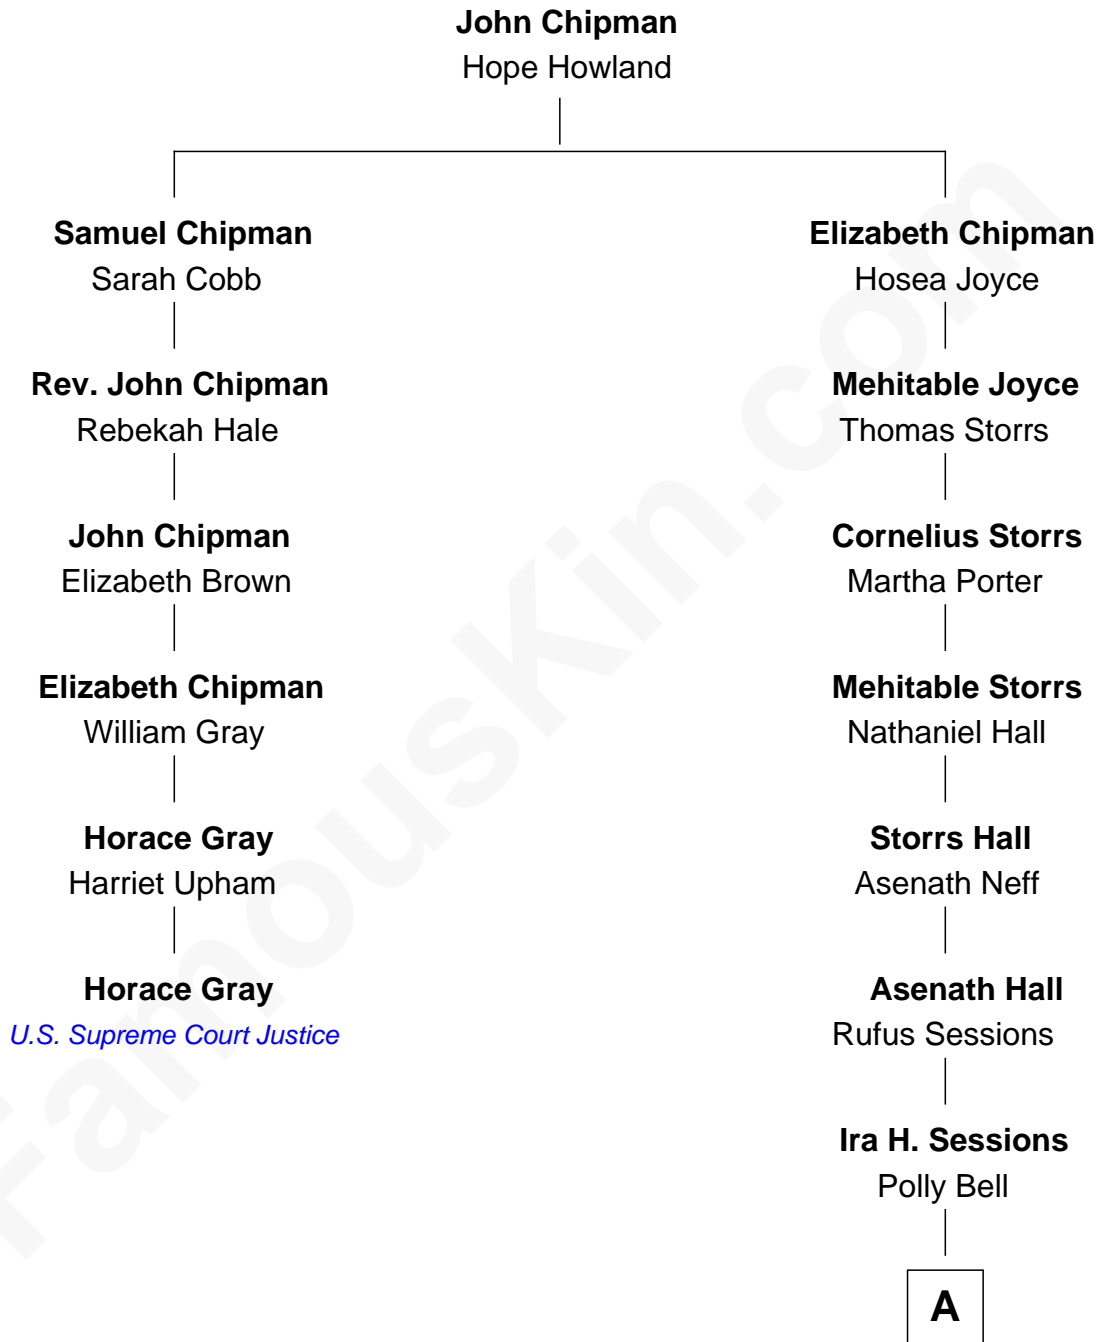 John Chipman
Hope Howland
Samuel Chipman
Sarah Cobb
Elizabeth Chipman
Hosea Joyce
Rev. John Chipman
Rebekah Hale
Mehitable Joyce
Thomas Storrs
John Chipman
Elizabeth Brown
Cornelius Storrs
Martha Porter
Elizabeth Chipman
William Gray
Mehitable Storrs
Nathaniel Hall
Horace Gray
Harriet Upham
Storrs Hall
Asenath Neff
Horace Gray
U.S. Supreme Court Justice
Asenath Hall
Rufus Sessions
Ira H. Sessions
Polly Bell
A
FamousKin.com